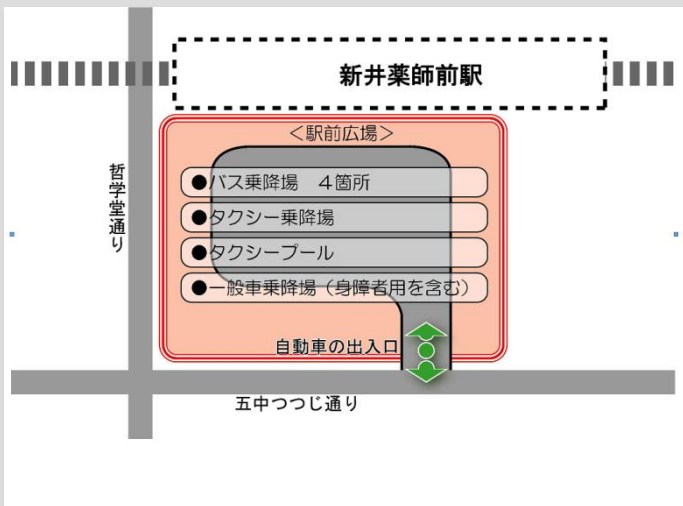 新井薬師前駅
＜駅前広場＞
哲学堂通り
●バス乗降場　４箇所
●タクシー乗降場
●タクシープール
●一般車乗降場（身障者用を含む）
自動車の出入口
五中つつじ通り